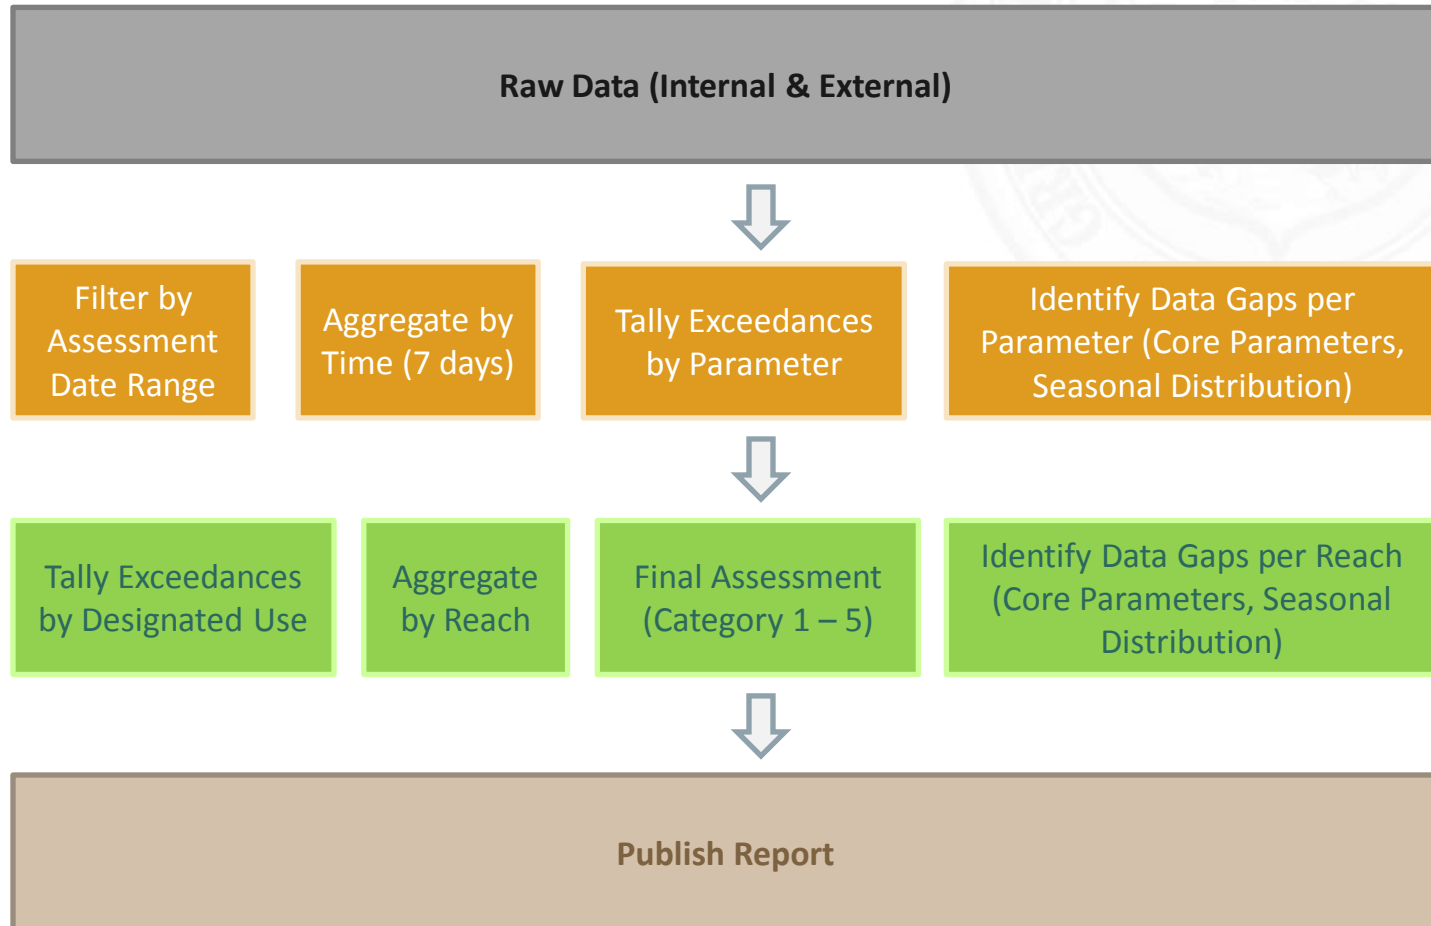 Raw Data (Internal & External)
Filter by
Assessment
Date Range
Aggregate by
Time (7 days)
Tally Exceedances
by Parameter
Identify Data Gaps per
Parameter (Core Parameters,
Seasonal Distribution)
Tally Exceedances
by Designated Use
Aggregate
by Reach
Final Assessment
(Category 1 – 5)
Identify Data Gaps per Reach
(Core Parameters, Seasonal
Distribution)
Publish Report